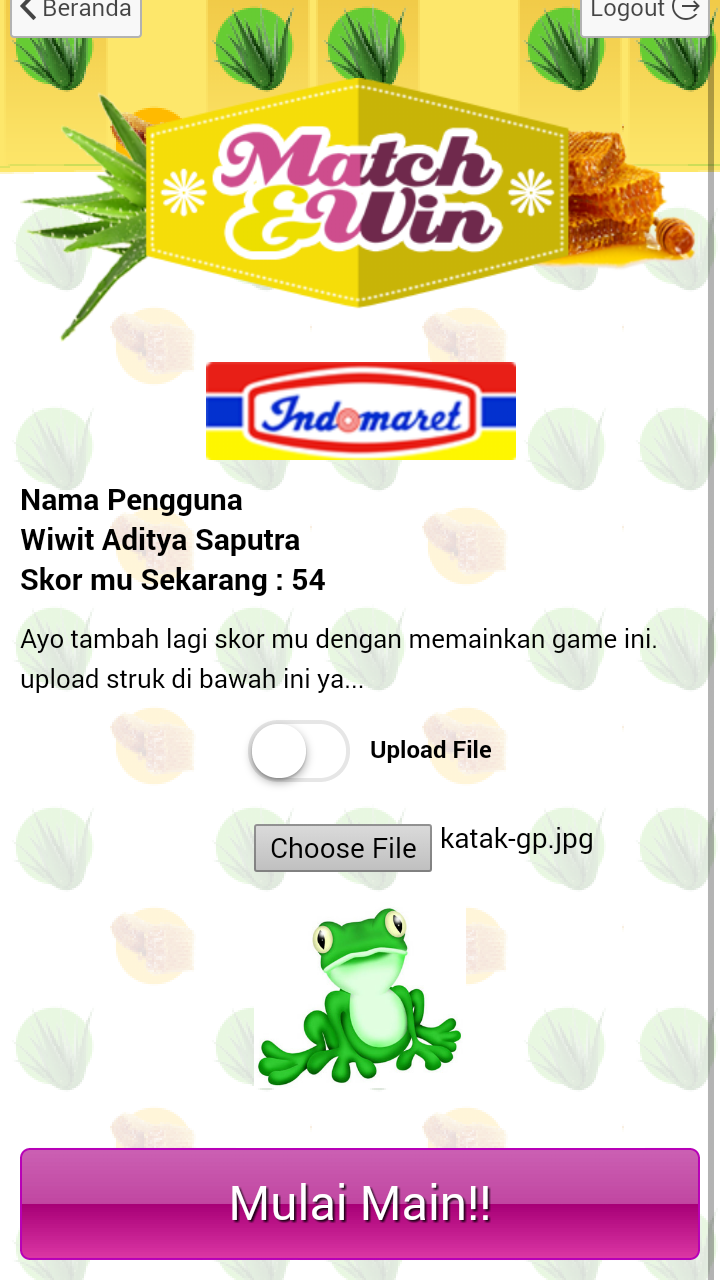 Beranda
Logout
Match
&Win
Indomaret
Nama Pengguna
Wiwit Aditya Saputra
Skor mu Sekarang : 54
Ayo tambah lagi skor mu dengan memainkan game ini.
upload struk di bawah ini ya...
Upload File
Choose File katak-gp.jpg
Mulai Main!!